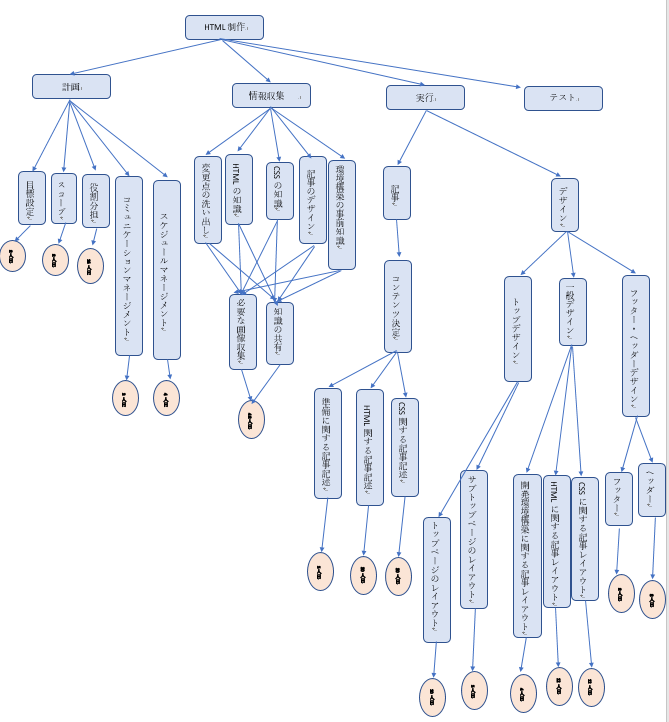 HTML 制作
計画
情報収集
実行
テスト
目標設定
スコープ
役割分担
コミュニケーションマネージメント
スケジュールマネージメント
変更点の洗い出し
HTML の知識
CSS の知識
記事のデザイン
環境構築の事前知識
必要な画像収集
知識の共有
記事
デザイン
コンテンツ決定
トップデザイン
一般デザイン
フッター・ヘッダーデザイン
準備に関する記事記述
HTML 関する記事記述
CSS 関する記事記述
トップページのレイアウト
サブトップページのレイアウト
開発環境構築に関する記事レイアウト
HTML に関する記事レイアウト
CSS に関する記事レイアウト
フッター
ヘッダー